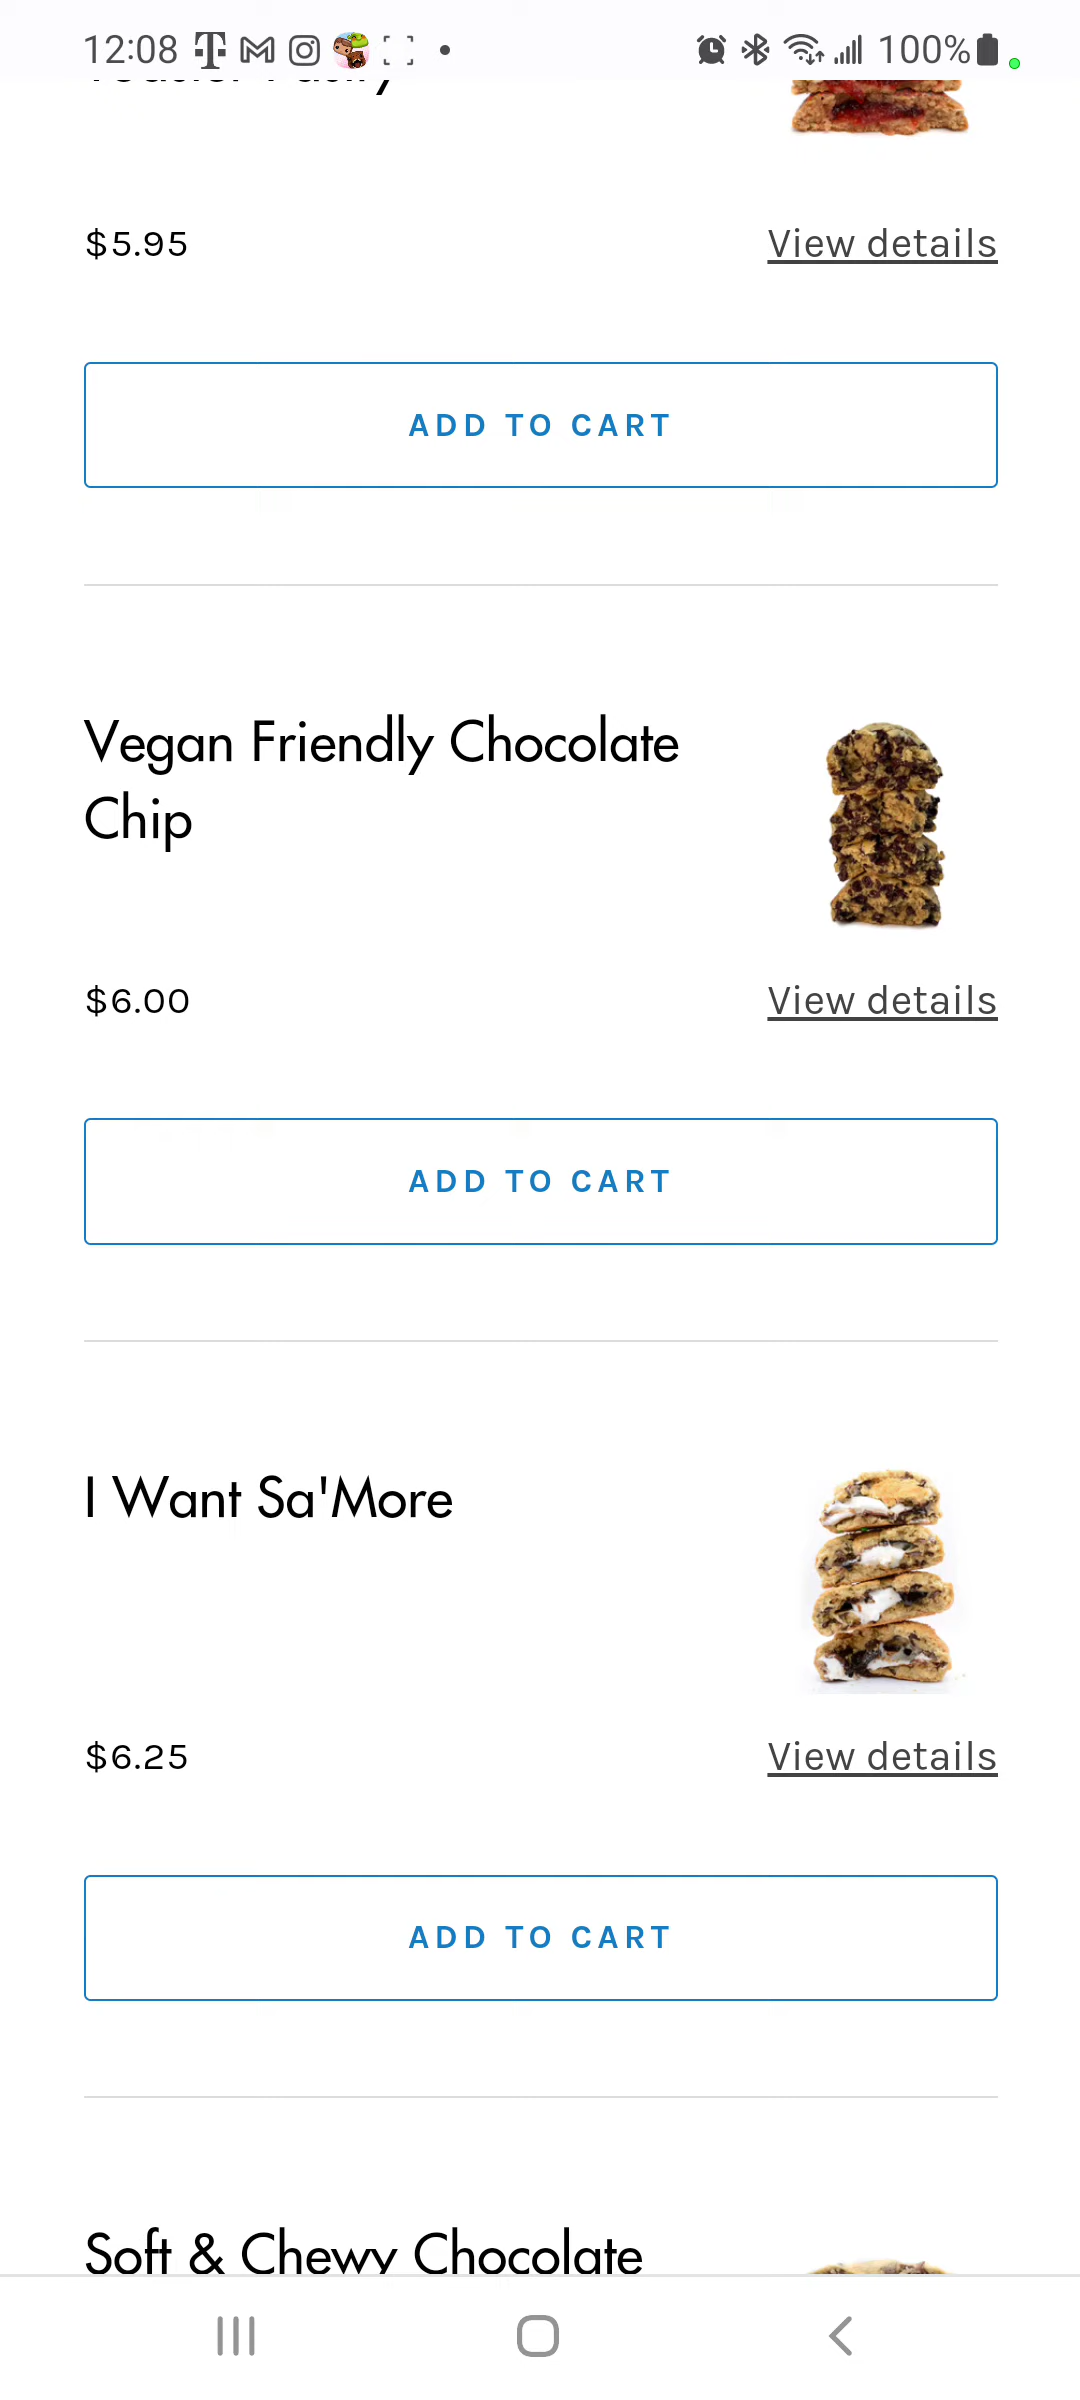 12:08
100%
$5.95
View details
ADD TO CART
Vegan Friendly Chocolate
Chip
$6.00
View details
ADD TO CART
I Want Sa'More
$6.25
View details
ADD TO CART
Soft & Chewy Chocolate